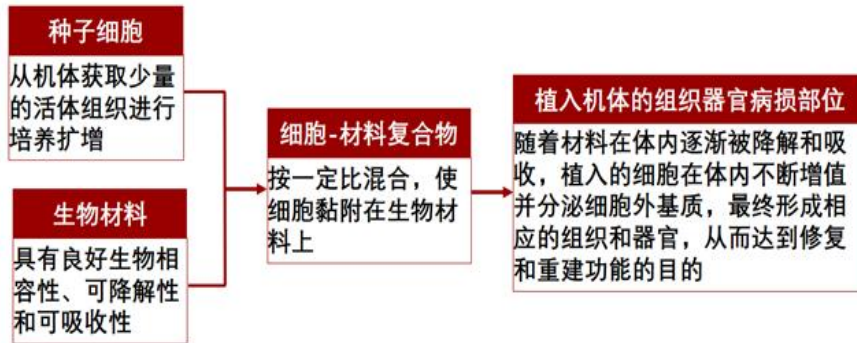 种子细胞
从机体获取少量
的活体组织进行
培养扩增
生物材料
具有良好生物相
容性、可降解性
和可吸收性
细胞-材料复合物
按一定比混合，使
细胞黏附在生物材
料上
植入机体的组织器官病损部位
随着材料在体内逐渐被降解和吸
收，植入的细胞在体内不断增值
并分泌细胞外基质，最终形成相
应的组织和器官，从而达到修复
和重建功能的目的